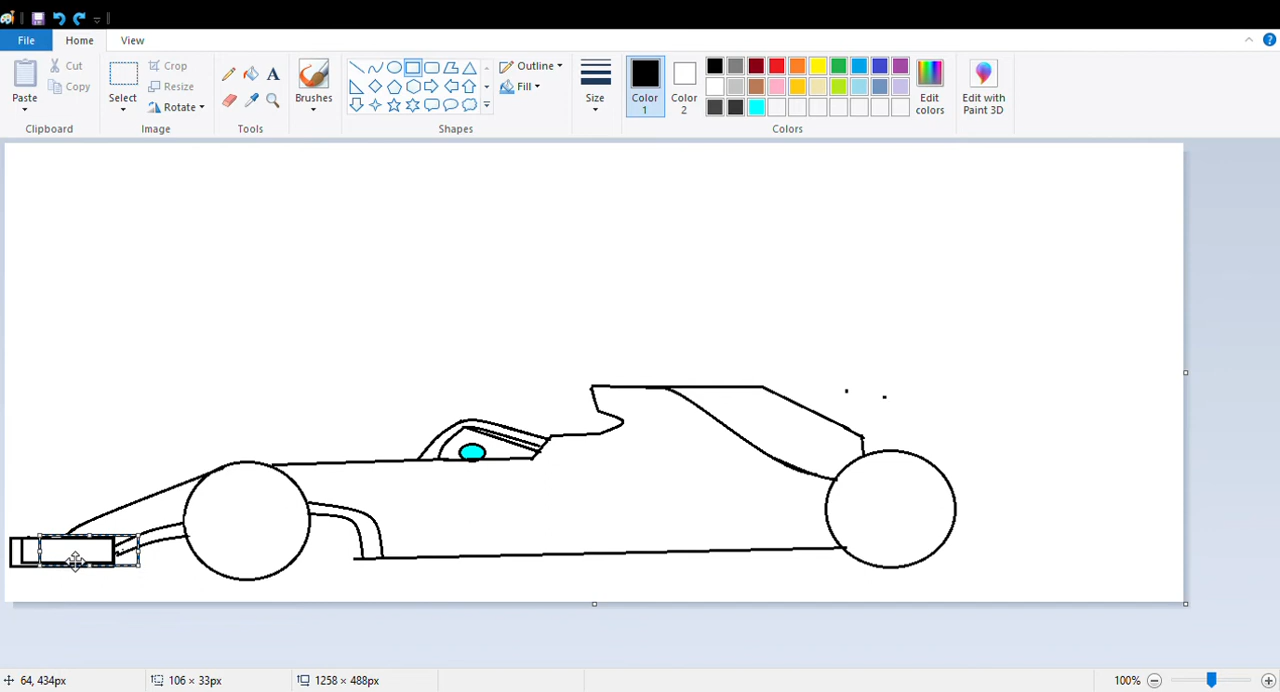 File Home View
Paste Cut Copy
Clipboard
Select Crop Resize Rotate
Image
Tools
Brushes
Outline Fill
Shapes
Size
Color 1
Color 2
Edit colors
Colors
Edit with Paint 3D
64, 434px 106 × 33px 1258 × 488px 100%